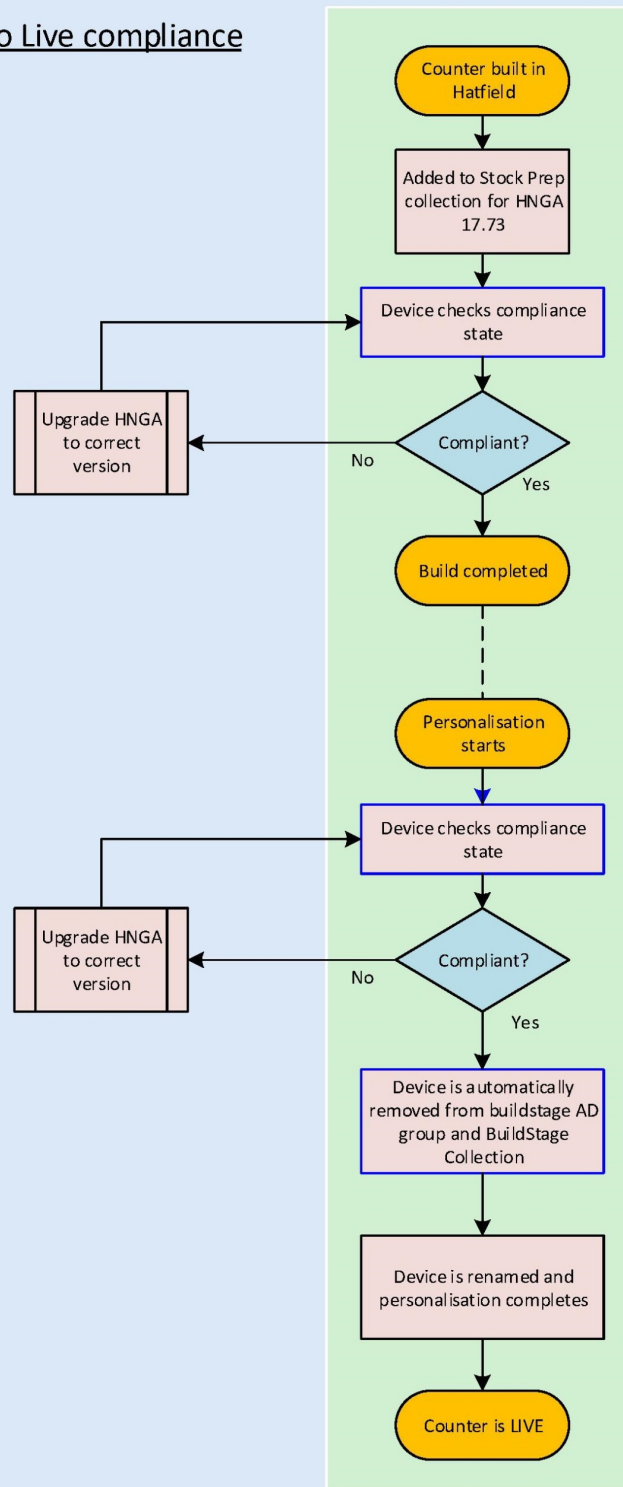 o Live compliance
Counter built in
Hatfield
Added to Stock Prep
collection for HNGA
17.73
Device checks compliance
state
Upgrade HNGA
to correct
version
Compliant?
No
Yes
Build completed
Personalisation
starts
Device checks compliance
state
Upgrade HNGA
to correct
version
Compliant?
No
Yes
Device is automatically
removed from buildstage AD
group and BuildStage
Collection
Device is renamed and
personalisation completes
Counter is LIVE